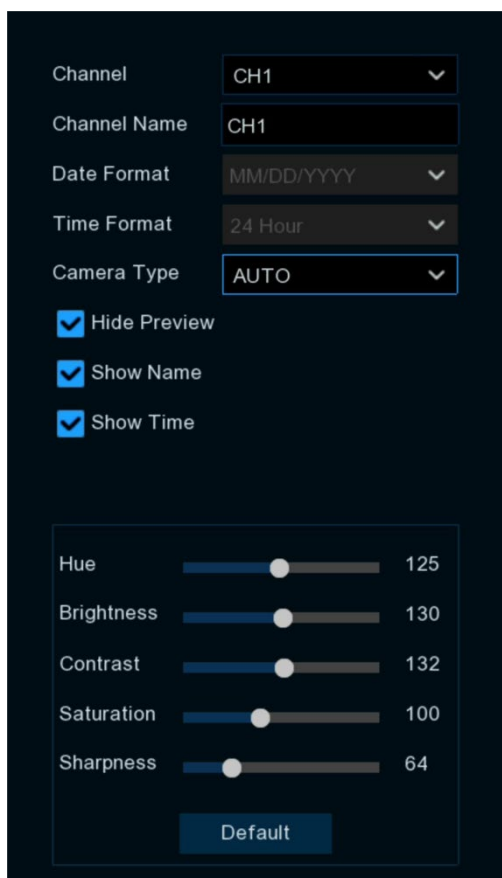 Channel CH1
Channel Name CH1
Date Format MM/DD/YYYY
Time Format 24 Hour
Camera Type AUTO
Hide Preview
Show Name
Show Time
Hue 125
Brightness 130
Contrast 132
Saturation 100
Sharpness 64
Default